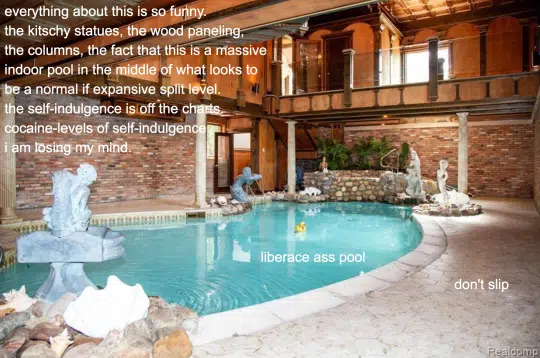 everything about this is so funny.
the kitschy statues, the wood paneling,
the columns, the fact that this is a massive
indoor pool in the middle of what looks to
be a normal if expensive split level.
the self-indulgence is off the charts.
cocaine-levels of self-indulgence
i am losing my mind.
liberace ass pool
don't slip
Realcomp